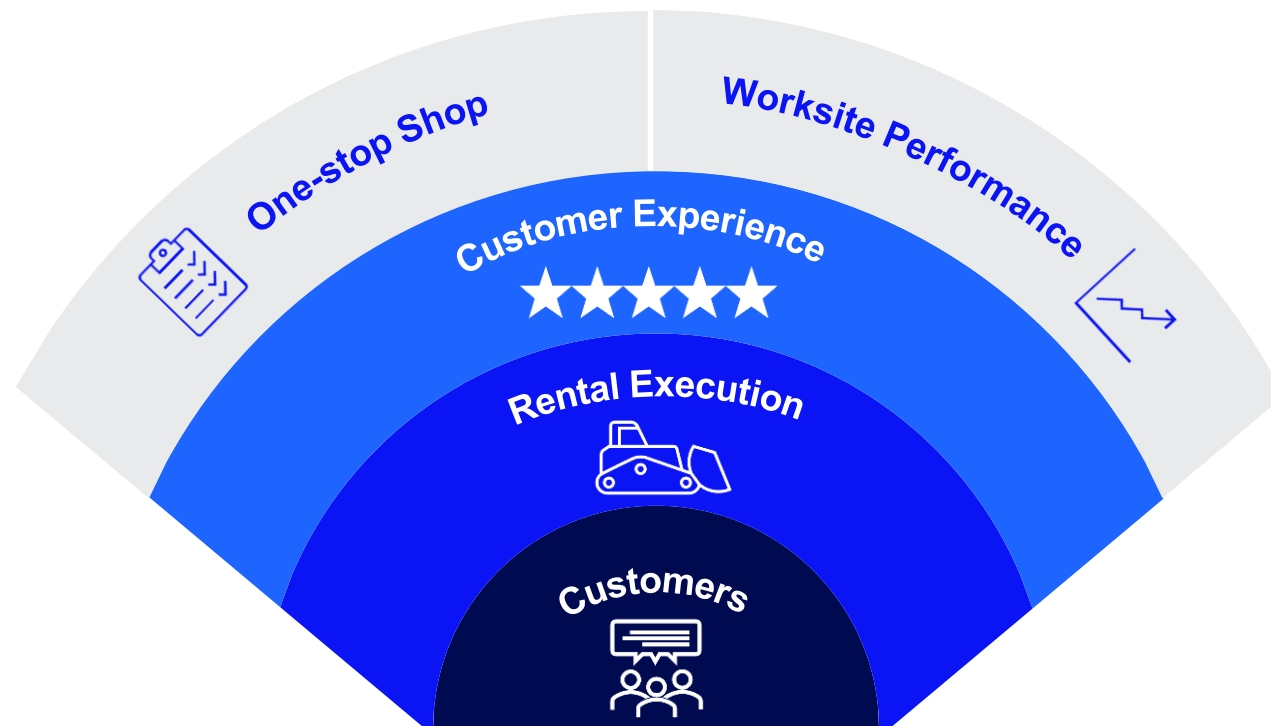 One-stop Shop
Worksite Performance
Customer Experience
Rental Execution
Customers